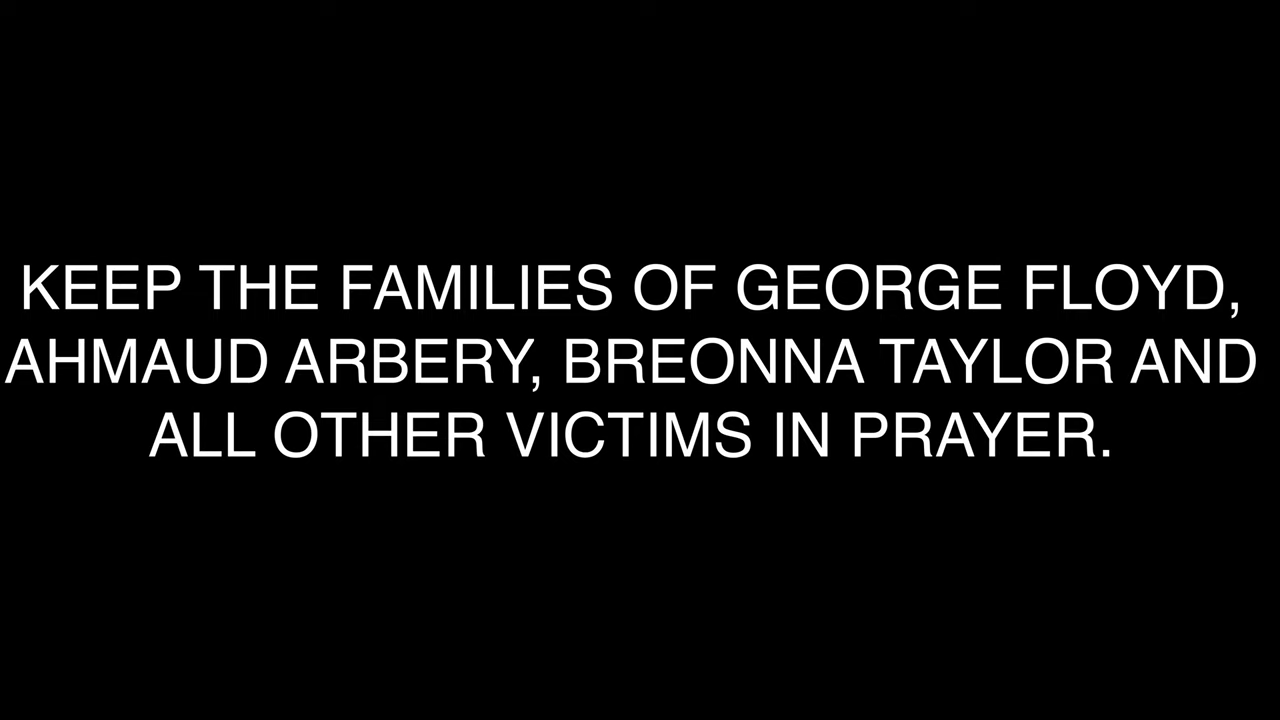 KEEP THE FAMILIES OF GEORGE FLOYD,
AHMAUD ARBERY, BREONNA TAYLOR AND
ALL OTHER VICTIMS IN PRAYER.